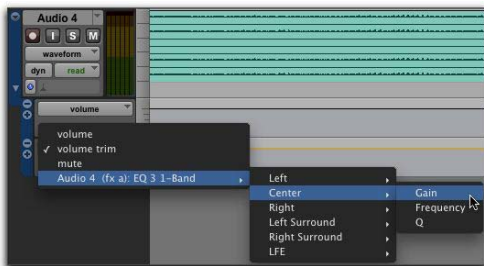 Audio 4
I S M
waveform
dyn read
volume
volume
✓ volume trim
mute
Audio 4 (fx a): EQ 3 1-Band
Left
Center
Right
Left Surround
Right Surround
LFE
Gain
Frequency
Q